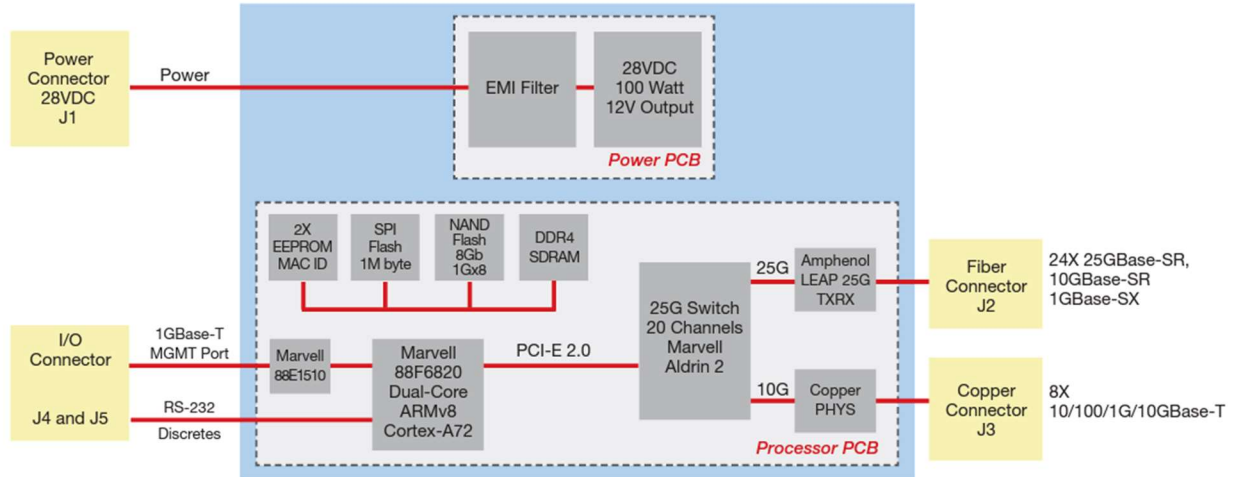 Power
Connector
28VDC
J1
Power
EMI Filter
28VDC
100 Watt
12V Output
Power PCB
2X
EEPROM
MAC ID
SPI
Flash
1M byte
NAND
Flash
8Gb
1Gx8
DDR4
SDRAM
25G Switch
20 Channels
Marvell
Aldrin 2
25G
Amphenol
LEAP 25G
TXRX
Fiber
Connector
J2
24X 25GBase-SR,
10GBase-SR
1GBase-SX
I/O
Connector
J4 and J5
1GBase-T
MGMT Port
Marvell
88E1510
Marvell
88F6820
Dual-Core
ARMv8
Cortex-A72
PCI-E 2.0
RS-232
Discretes
10G
Copper
PHYS
Copper
Connector
J3
8X
10/100/1G/10GBase-T
Processor PCB